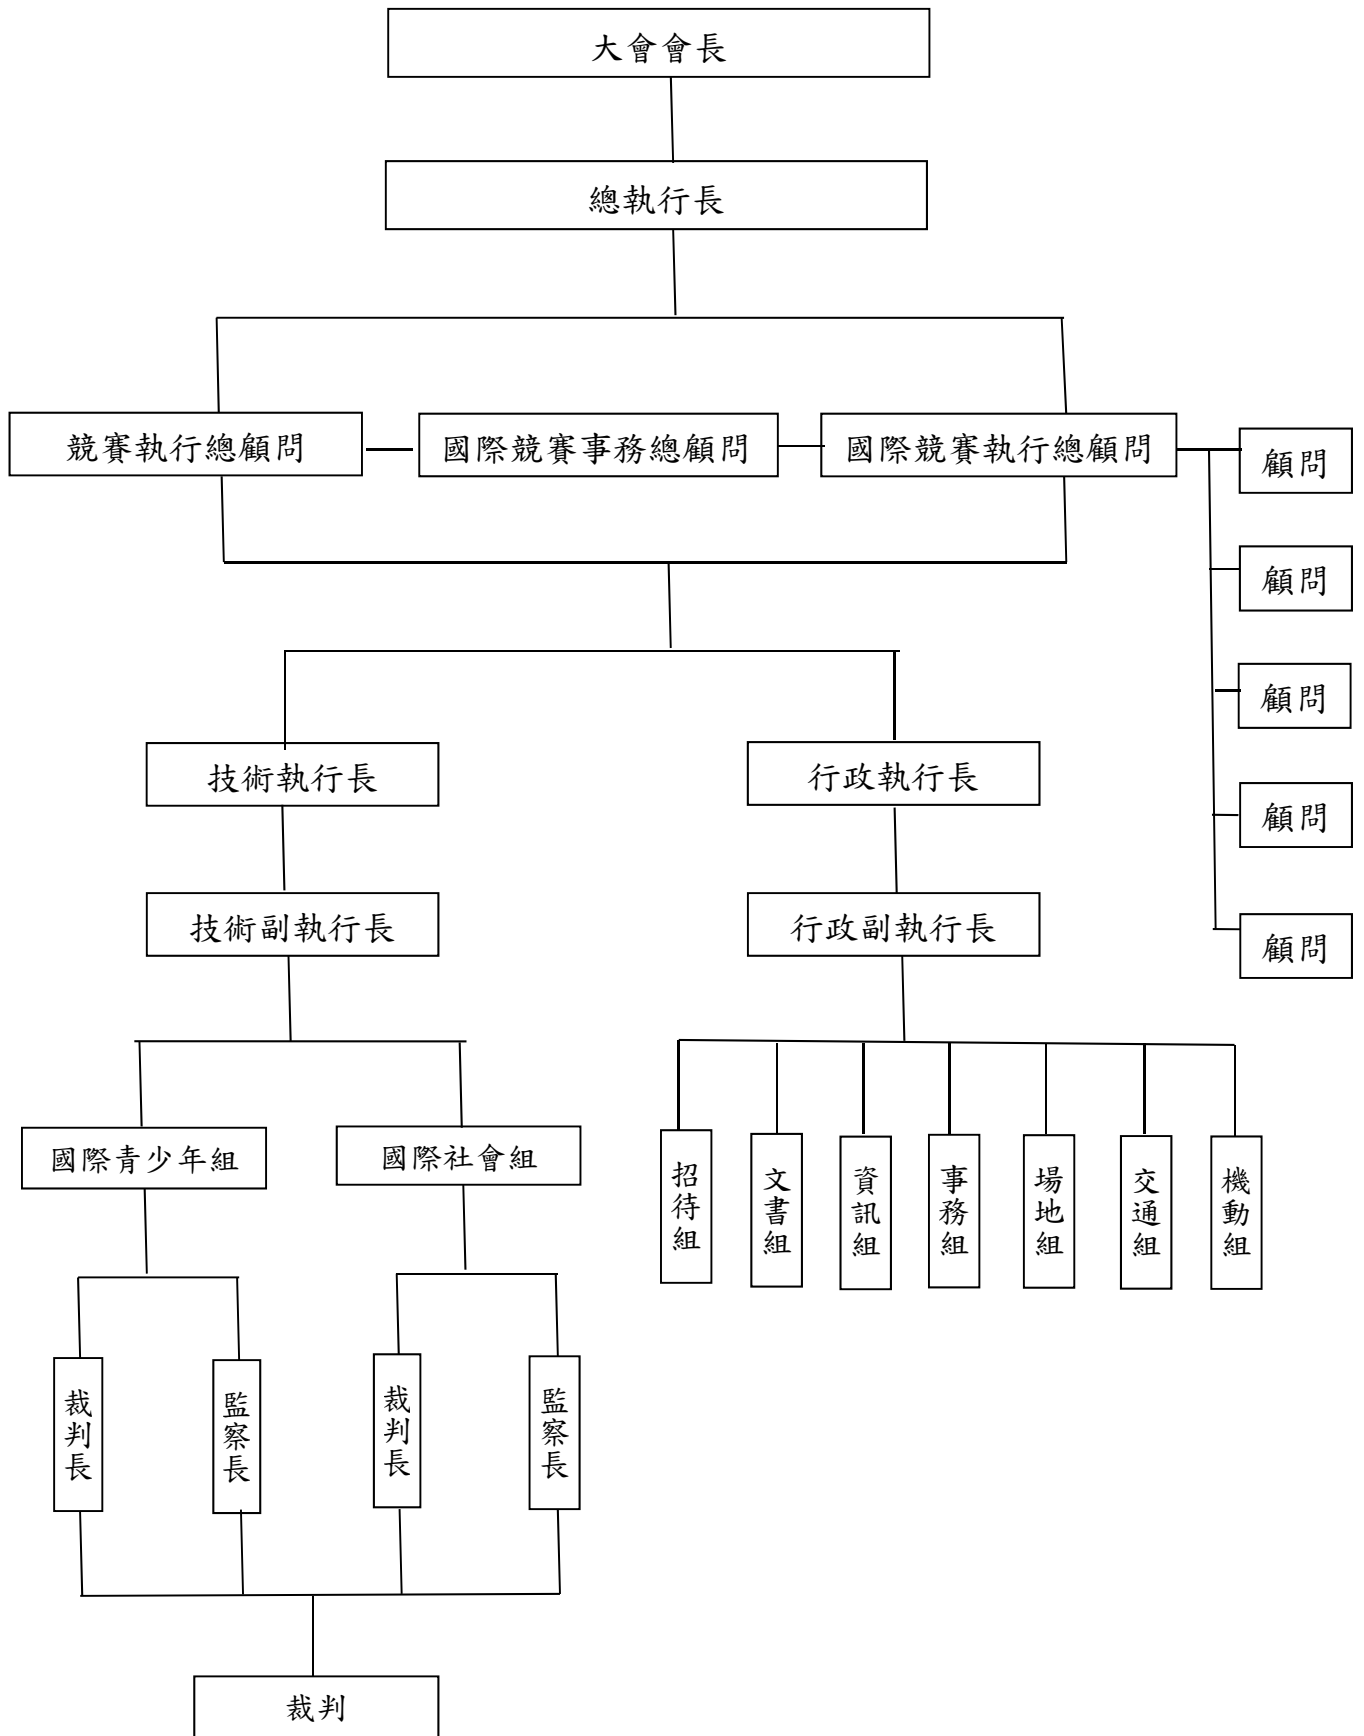 大會會長
總執行長
競賽執行總顧問
國際競賽事務總顧問
國際競賽執行總顧問
顧問
顧問
顧問
顧問
顧問
技術執行長
行政執行長
技術副執行長
行政副執行長
國際青少年組
國際社會組
招待組
文書組
資訊組
事務組
場地組
交通組
機動組
裁判長
監察長
裁判長
監察長
裁判